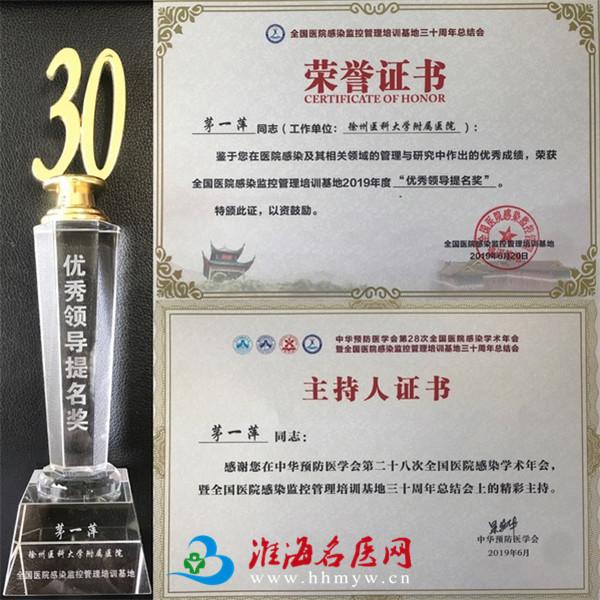 30
优秀领导提名奖
茅一萍
徐州医科大学附属医院
全国医院感染监控管理培训基地
全国医院感染监控管理培训基地三十周年总结会
荣誉证书
CERTIFICATE OF HONOR
茅一萍 同志（工作单位：徐州医科大学附属医院）：
鉴于您在医院感染及其相关领域的管理与研究中作出的优秀成绩，荣获
全国医院感染监控管理培训基地2019年度“优秀领导提名奖”。
特颁此证，以资鼓励。
全国医院感染监控管理培训基地
2019年6月20日
中华预防医学会第28次全国医院感染学术年会
暨全国医院感染监控管理培训基地三十周年总结会
主持人证书
茅一萍 同志：
感谢您在中华预防医学会第二十八次全国医院感染学术年会，
暨全国医院感染监控管理培训基地三十周年总结会上的精彩主持。
中华预防医学会
2019年6月
淮海名医网
www.hhmyw.cn